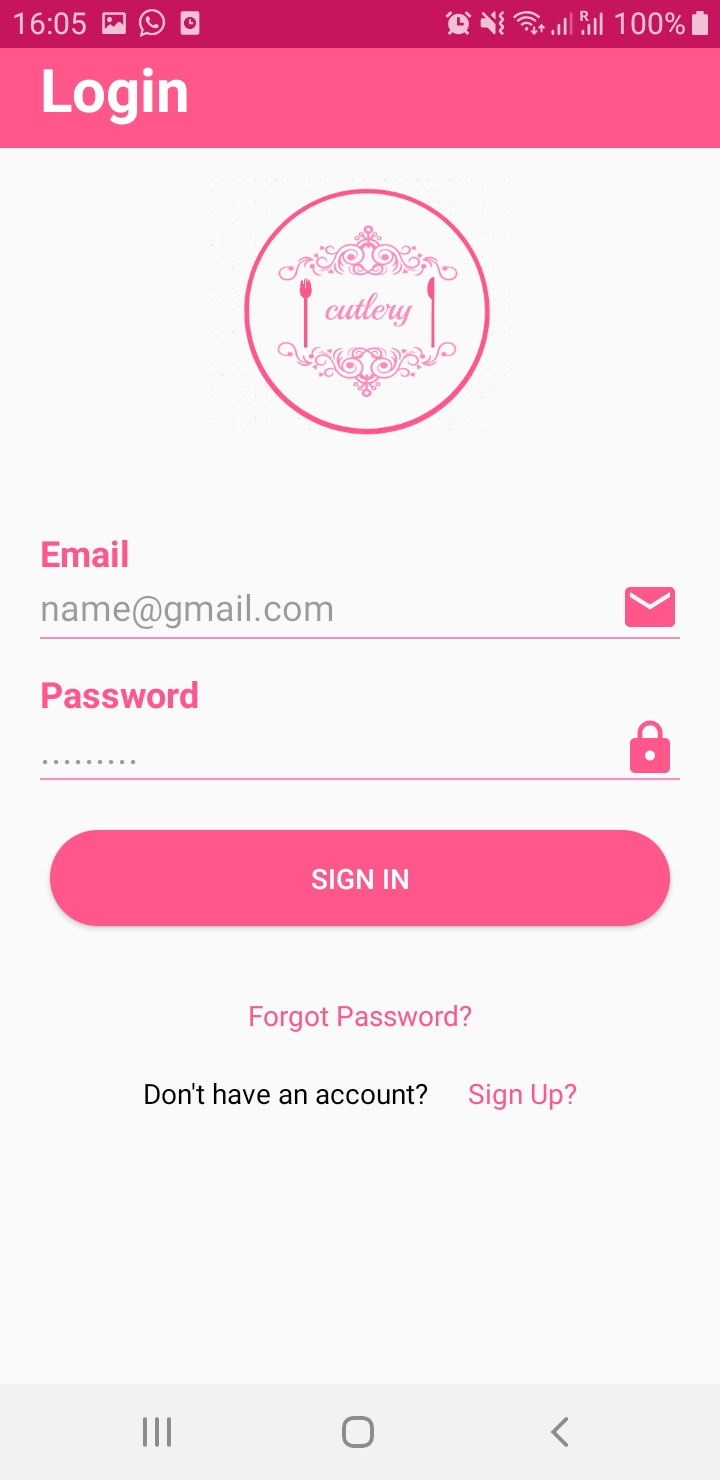 16:05 R 100%
Login
cutlery
Email
name@gmail.com
Password
.........
SIGN IN
Forgot Password?
Don't have an account? Sign Up?